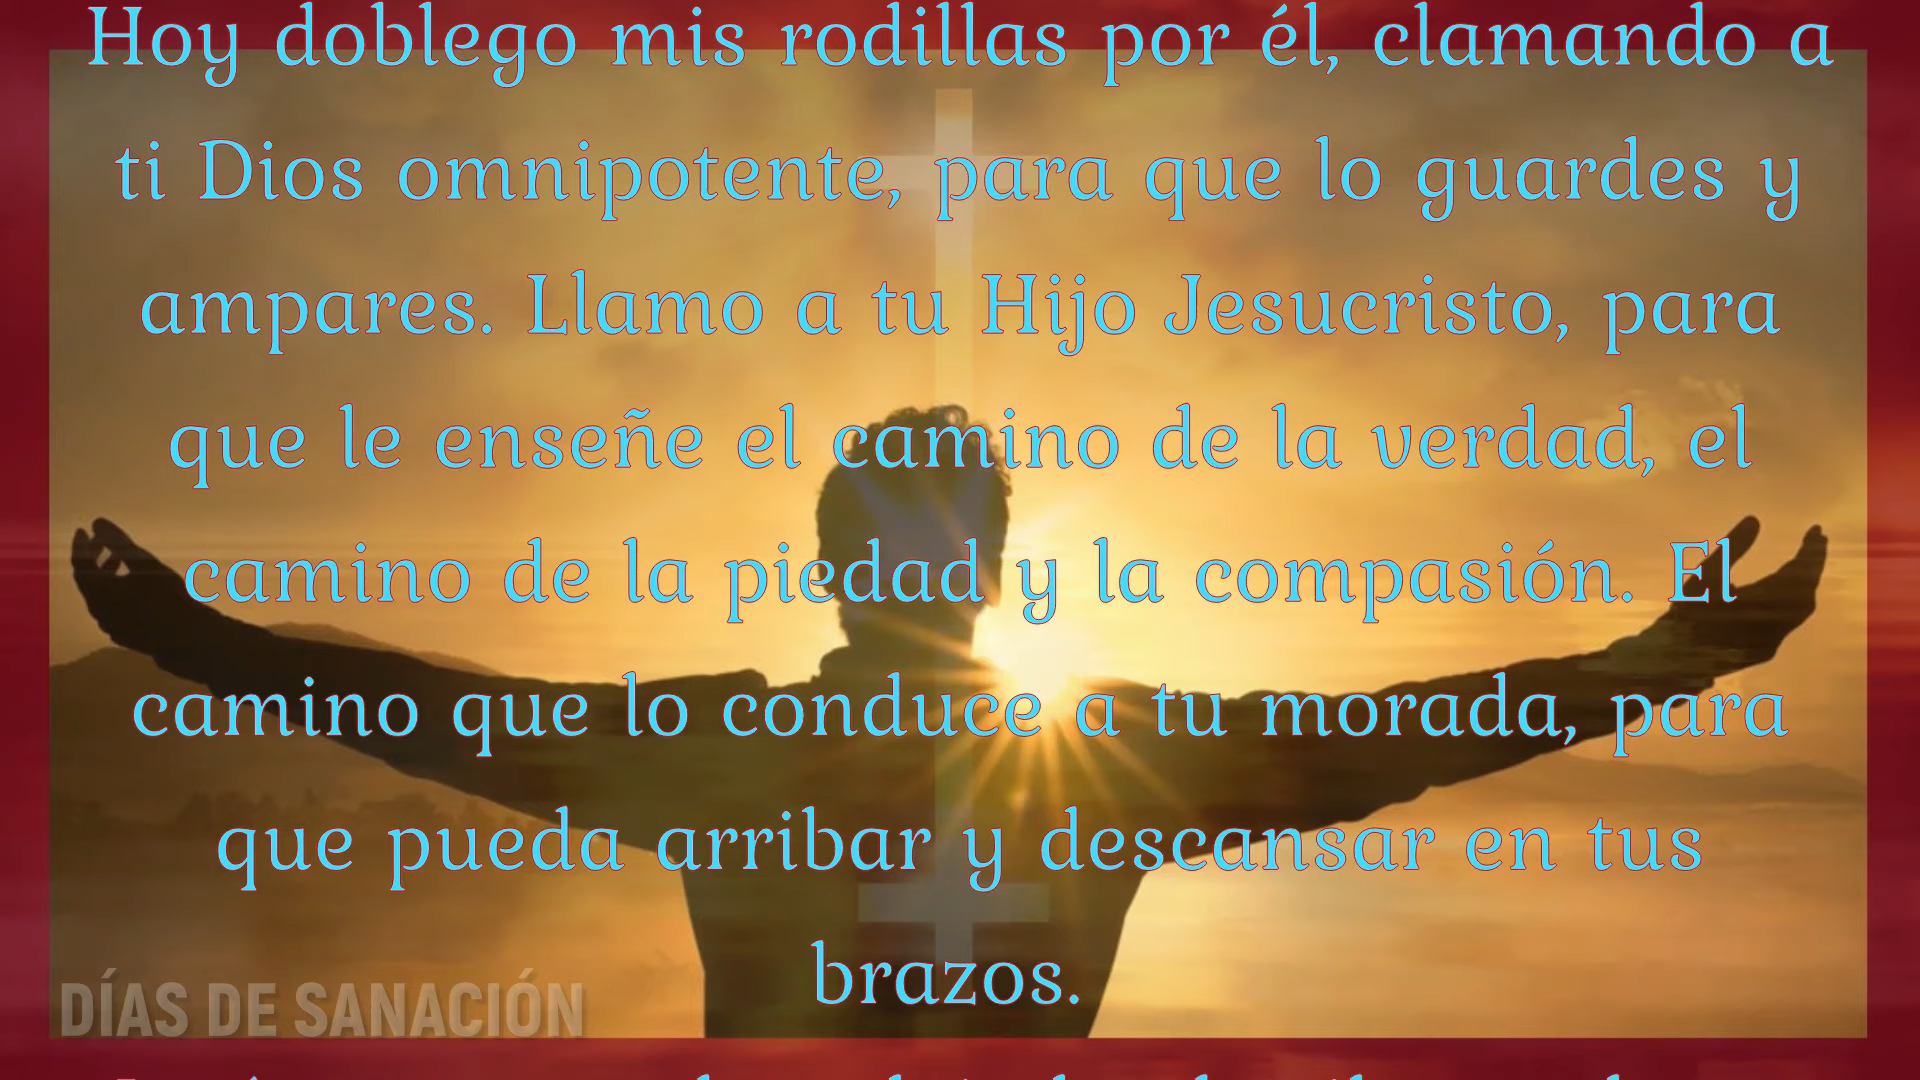 Hoy doblego mis rodillas por él, clamando a
ti Dios omnipotente, para que lo guardes y
ampares. Llamo a tu Hijo Jesucristo, para
que le enseñe el camino de la verdad, el
camino de la piedad y la compasión. El
camino que lo conduce a tu morada, para
que pueda arribar y descansar en tus
brazos.
DÍAS DE SANACIÓN